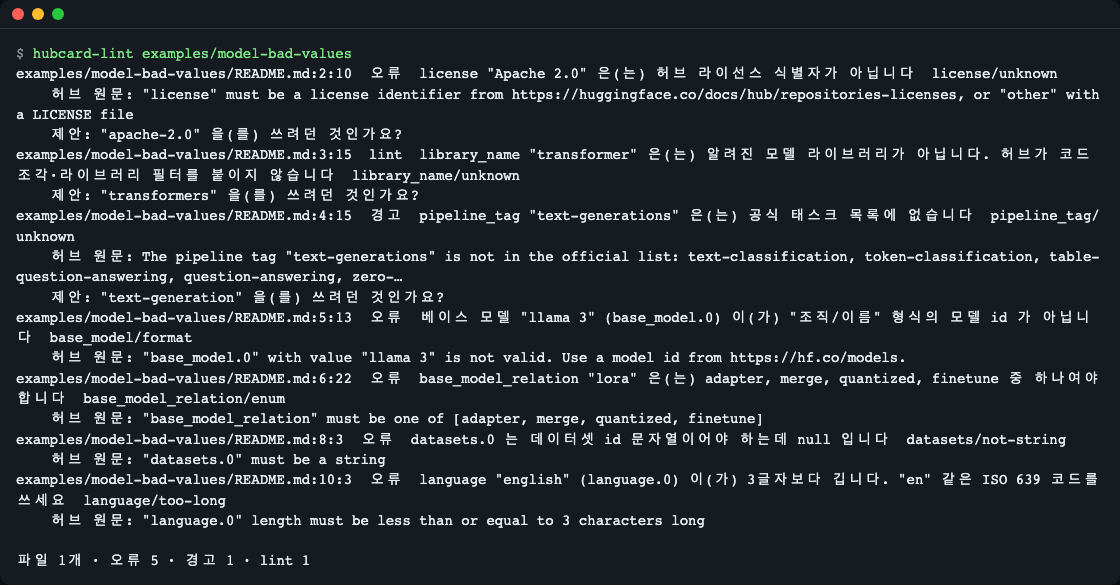 $ hubcard-lint examples/model-bad-values
examples/model-bad-values/README.md:2:10  오류  license "Apache 2.0" 은(는) 허브 라이선스 식별자가 아닙니다  license/unknown
허브 원문: "license" must be a license identifier from https://huggingface.co/docs/hub/repositories-licenses, or "other" with
a LICENSE file
제안: "apache-2.0" 을(를) 쓰려던 것인가요?
examples/model-bad-values/README.md:3:15  lint  library_name "transformer" 은(는) 알려진 모델 라이브러리가 아닙니다. 허브가 코드
조각·라이브러리 필터를 붙이지 않습니다  library_name/unknown
제안: "transformers" 을(를) 쓰려던 것인가요?
examples/model-bad-values/README.md:4:15  경고  pipeline_tag "text-generations" 은(는) 공식 태스크 목록에 없습니다  pipeline_tag/
unknown
허브 원문: The pipeline tag "text-generations" is not in the official list: text-classification, token-classification, table-
question-answering, question-answering, zero-…
제안: "text-generation" 을(를) 쓰려던 것인가요?
examples/model-bad-values/README.md:5:13  오류  베이스 모델 "llama 3" (base_model.0) 이(가) "조직/이름" 형식의 모델 id 가 아닙니
다  base_model/format
허브 원문: "base_model.0" with value "llama 3" is not valid. Use a model id from https://hf.co/models.
examples/model-bad-values/README.md:6:22  오류  base_model_relation "lora" 은(는) adapter, merge, quantized, finetune 중 하나여야
합니다  base_model_relation/enum
허브 원문: "base_model_relation" must be one of [adapter, merge, quantized, finetune]
examples/model-bad-values/README.md:8:3  오류  datasets.0 는 데이터셋 id 문자열이어야 하는데 null 입니다  datasets/not-string
허브 원문: "datasets.0" must be a string
examples/model-bad-values/README.md:10:3  오류  language "english" (language.0) 이(가) 3글자보다 깁니다. "en" 같은 ISO 639 코드를
쓰세요  language/too-long
허브 원문: "language.0" length must be less than or equal to 3 characters long
파일 1개 · 오류 5 · 경고 1 · lint 1